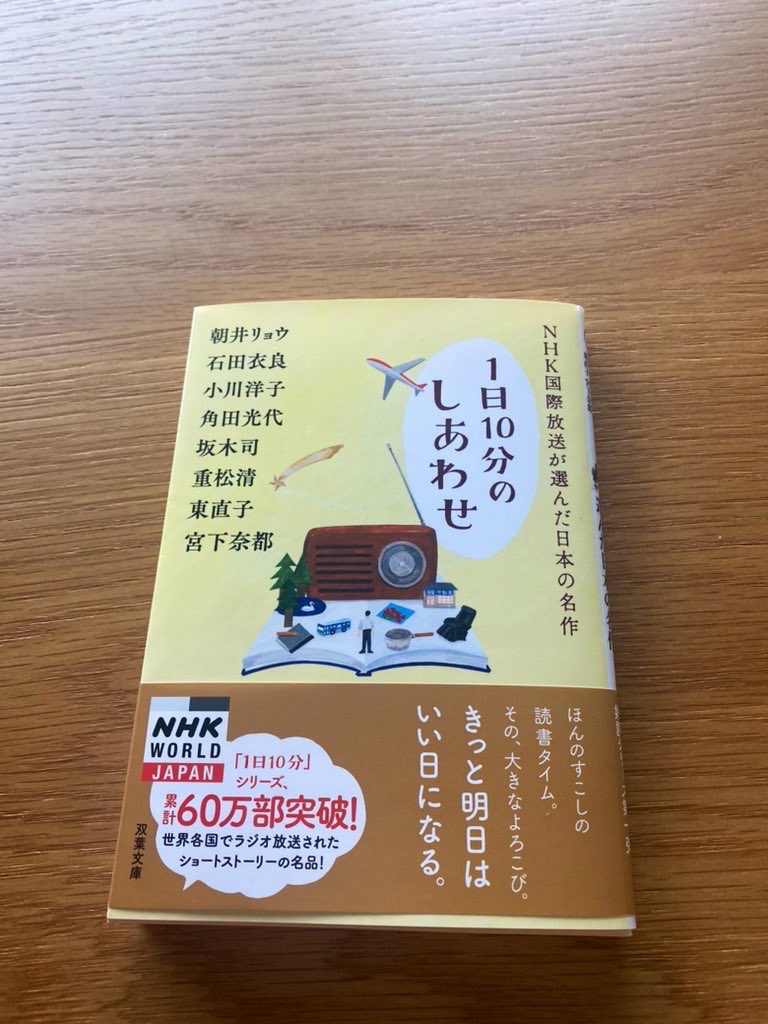 NHK国際放送が選んだ日本の名作
1日10分の
しあわせ
朝井リョウ
石田衣良
小川洋子
角田光代
坂木司
重松清
東直子
宮下奈都
ほんのすこしの
読書タイム。
その、大きなよろこび。
きっと明日は
いい日になる。
NHK
WORLD
JAPAN
「1日10分」
シリーズ、
累計60万部突破!
世界各国でラジオ放送された
ショートストーリーの名品!
双葉文庫